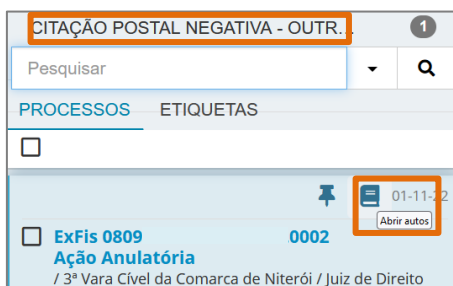 CITAÇÃO POSTAL NEGATIVA - OUTR... 1
Pesquisar
PROCESSOS ETIQUETAS
01-11-22
Abrir autos
ExFis 0809 .0002
Ação Anulatória
/ 3ª Vara Cível da Comarca de Niterói / Juiz de Direito